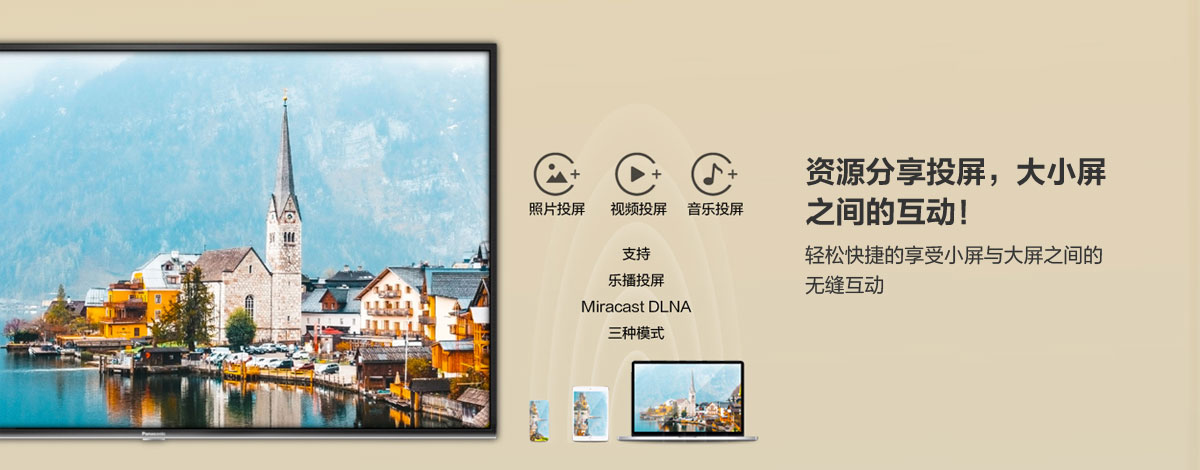 Panasonic
照片投屏 视频投屏 音乐投屏
支持
乐播投屏
Miracast DLNA
三种模式
资源分享投屏，大小屏
之间的互动！
轻松快捷的享受小屏与大屏之间的
无缝互动